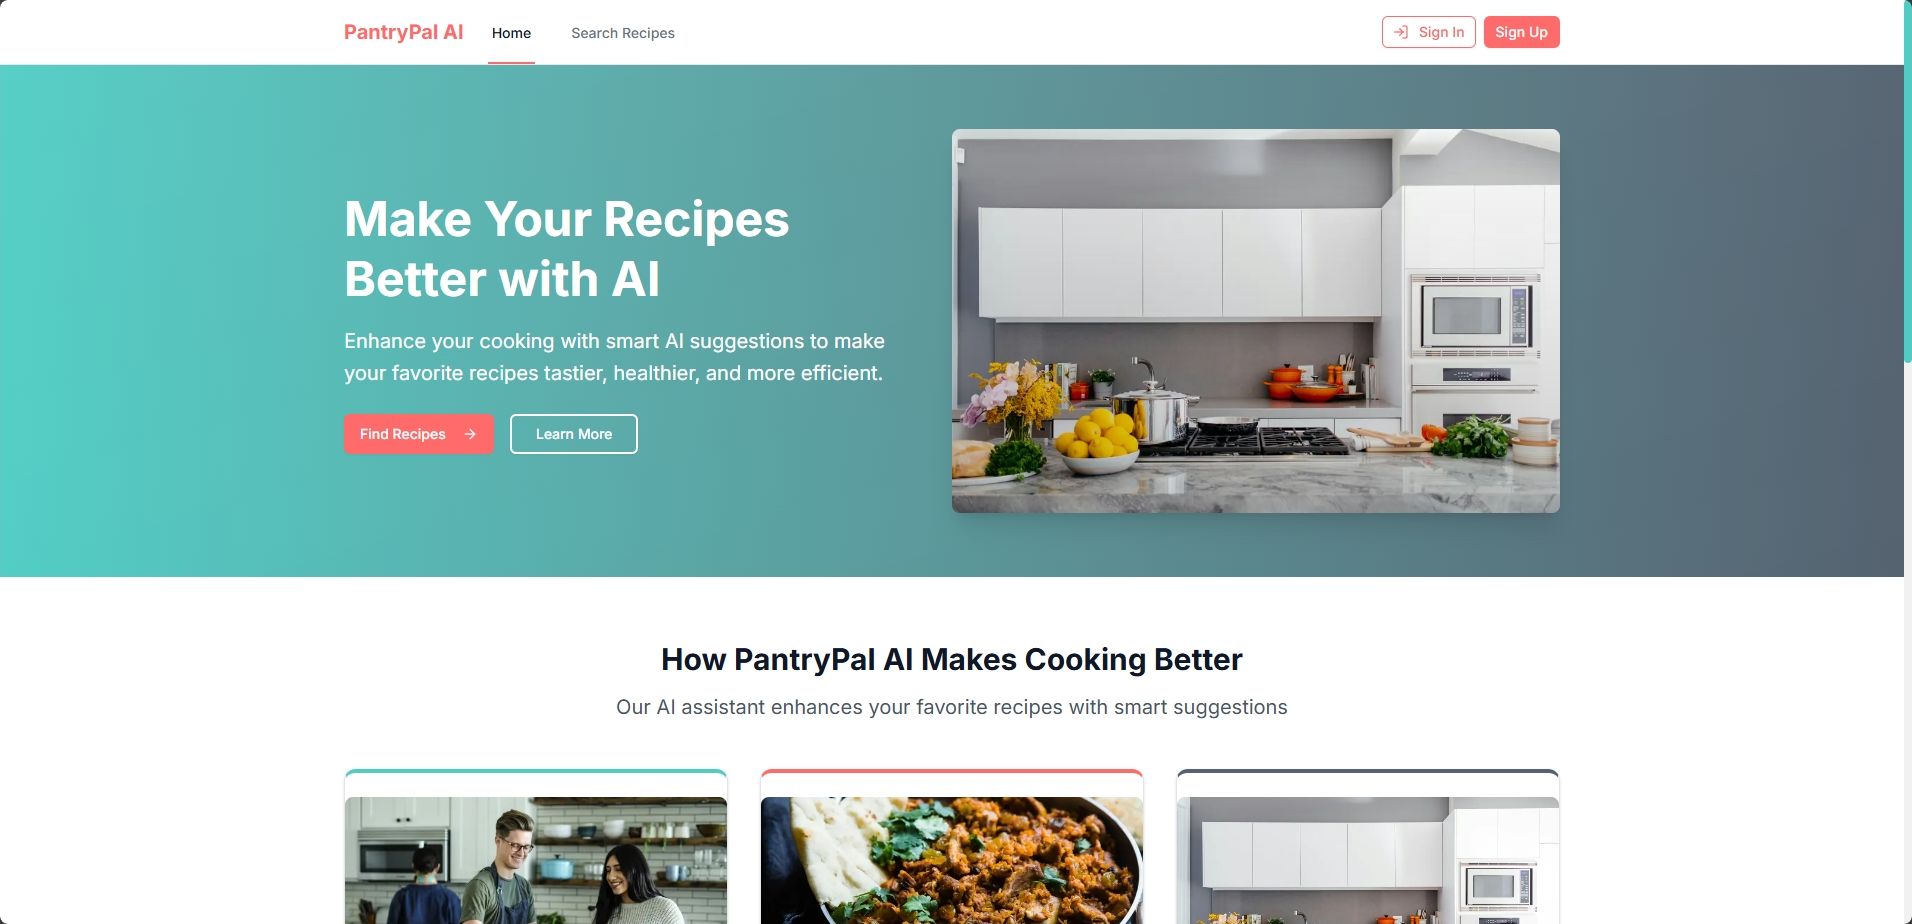 PantryPal AI
Home
Search Recipes
Sign In
Sign Up
Make Your Recipes
Better with AI
Enhance your cooking with smart AI suggestions to make
your favorite recipes tastier, healthier, and more efficient.
Find Recipes
Learn More
How PantryPal AI Makes Cooking Better
Our AI assistant enhances your favorite recipes with smart suggestions